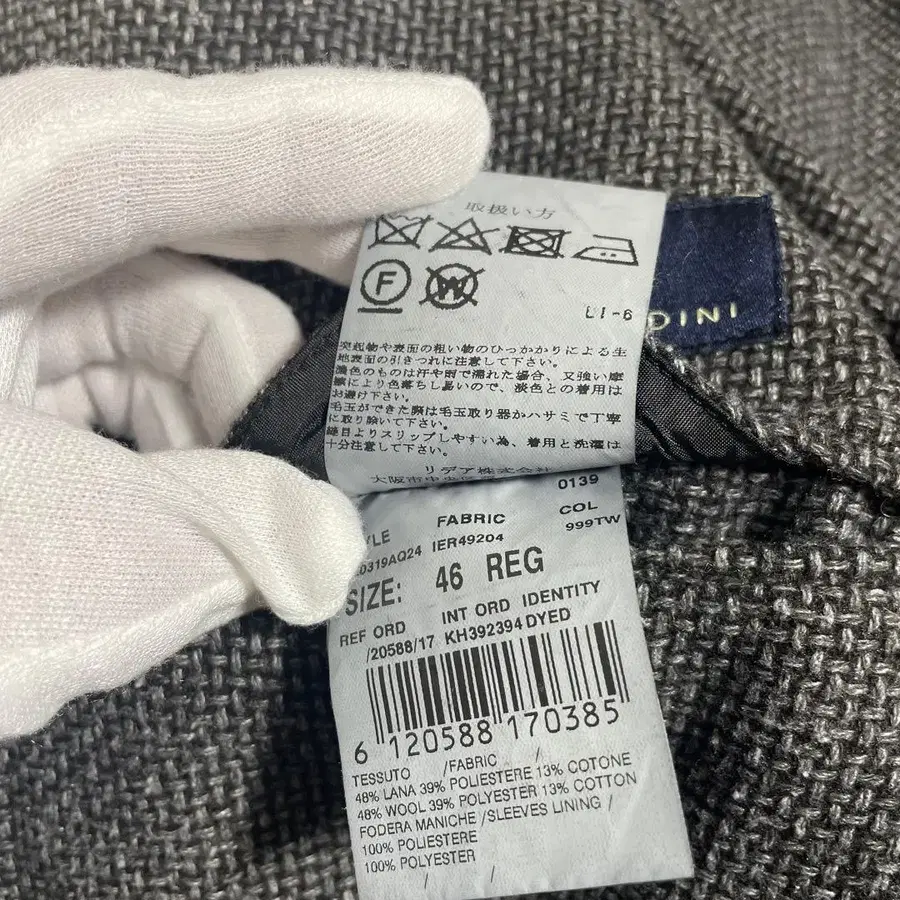 取扱い方
F
W
L1-6
DINI
突起物や表面の粗い物のひっかかりによる生
地表面の引きつれに注意して下さい。
濃色のものは汗や雨で濡れた場合、又強い摩
擦により色落ちし易いので、淡色との着用は
お避け下さい。
毛玉ができた際は毛玉取り器かハサミで丁寧
に取り除いて下さい。
縫目よりスリップしやすい為、着用と洗濯は
十分注意して下さい。
リデア株式会社
大阪市中央区
0139
YLE FABRIC COL
0319AQ24 IER49204 999TW
SIZE: 46 REG
REF ORD INT ORD IDENTITY
/20588/17 KH392394 DYED
6 120588 170385
TESSUTO /FABRIC /
48% LANA 39% POLIESTERE 13% COTONE
48% WOOL 39% POLYESTER 13% COTTON
FODERA MANICHE /SLEEVES LINING /
100% POLIESTERE
100% POLYESTER
/ /